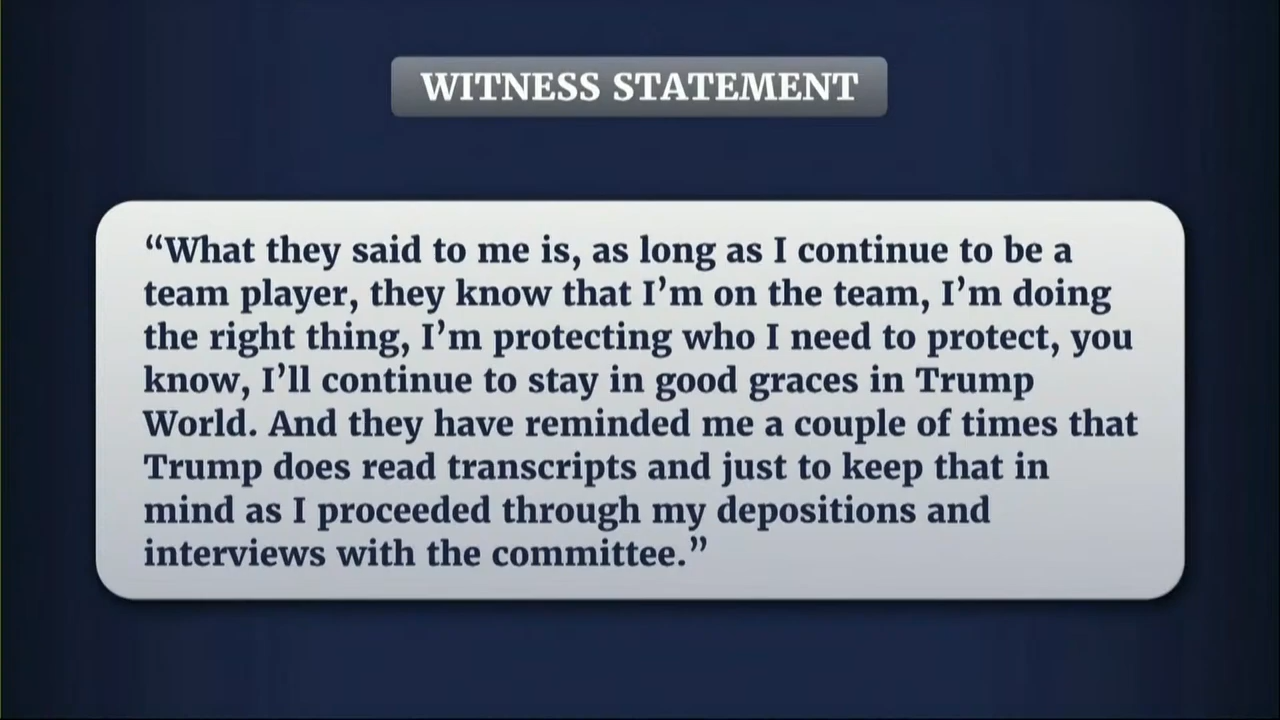 WITNESS STATEMENT
“What they said to me is, as long as I continue to be a
team player, they know that I’m on the team, I’m doing
the right thing, I’m protecting who I need to protect, you
know, I’ll continue to stay in good graces in Trump
World. And they have reminded me a couple of times that
Trump does read transcripts and just to keep that in
mind as I proceeded through my depositions and
interviews with the committee.”